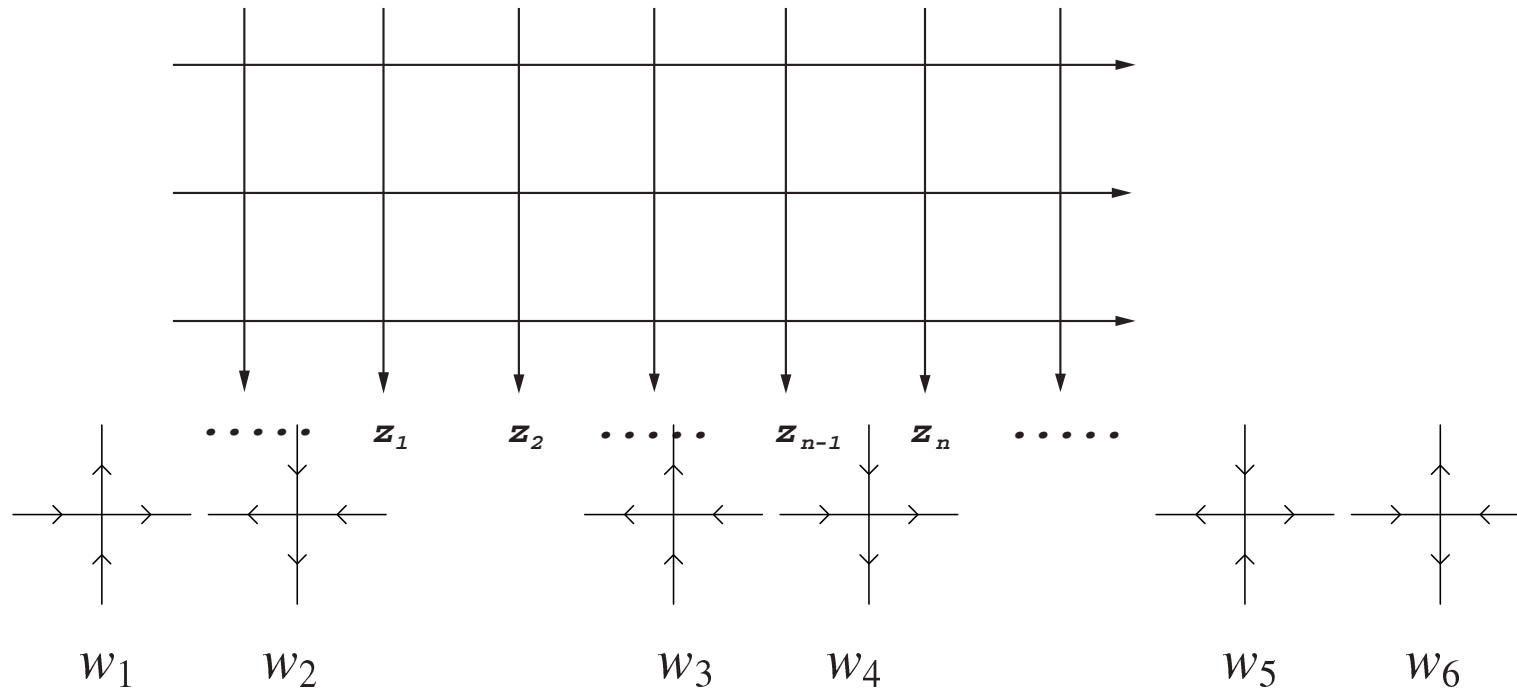 ..... z₁ z₂ ..... zₙ₋₁ zₙ .....
w₁ w₂ w₃ w₄ w₅ w₆